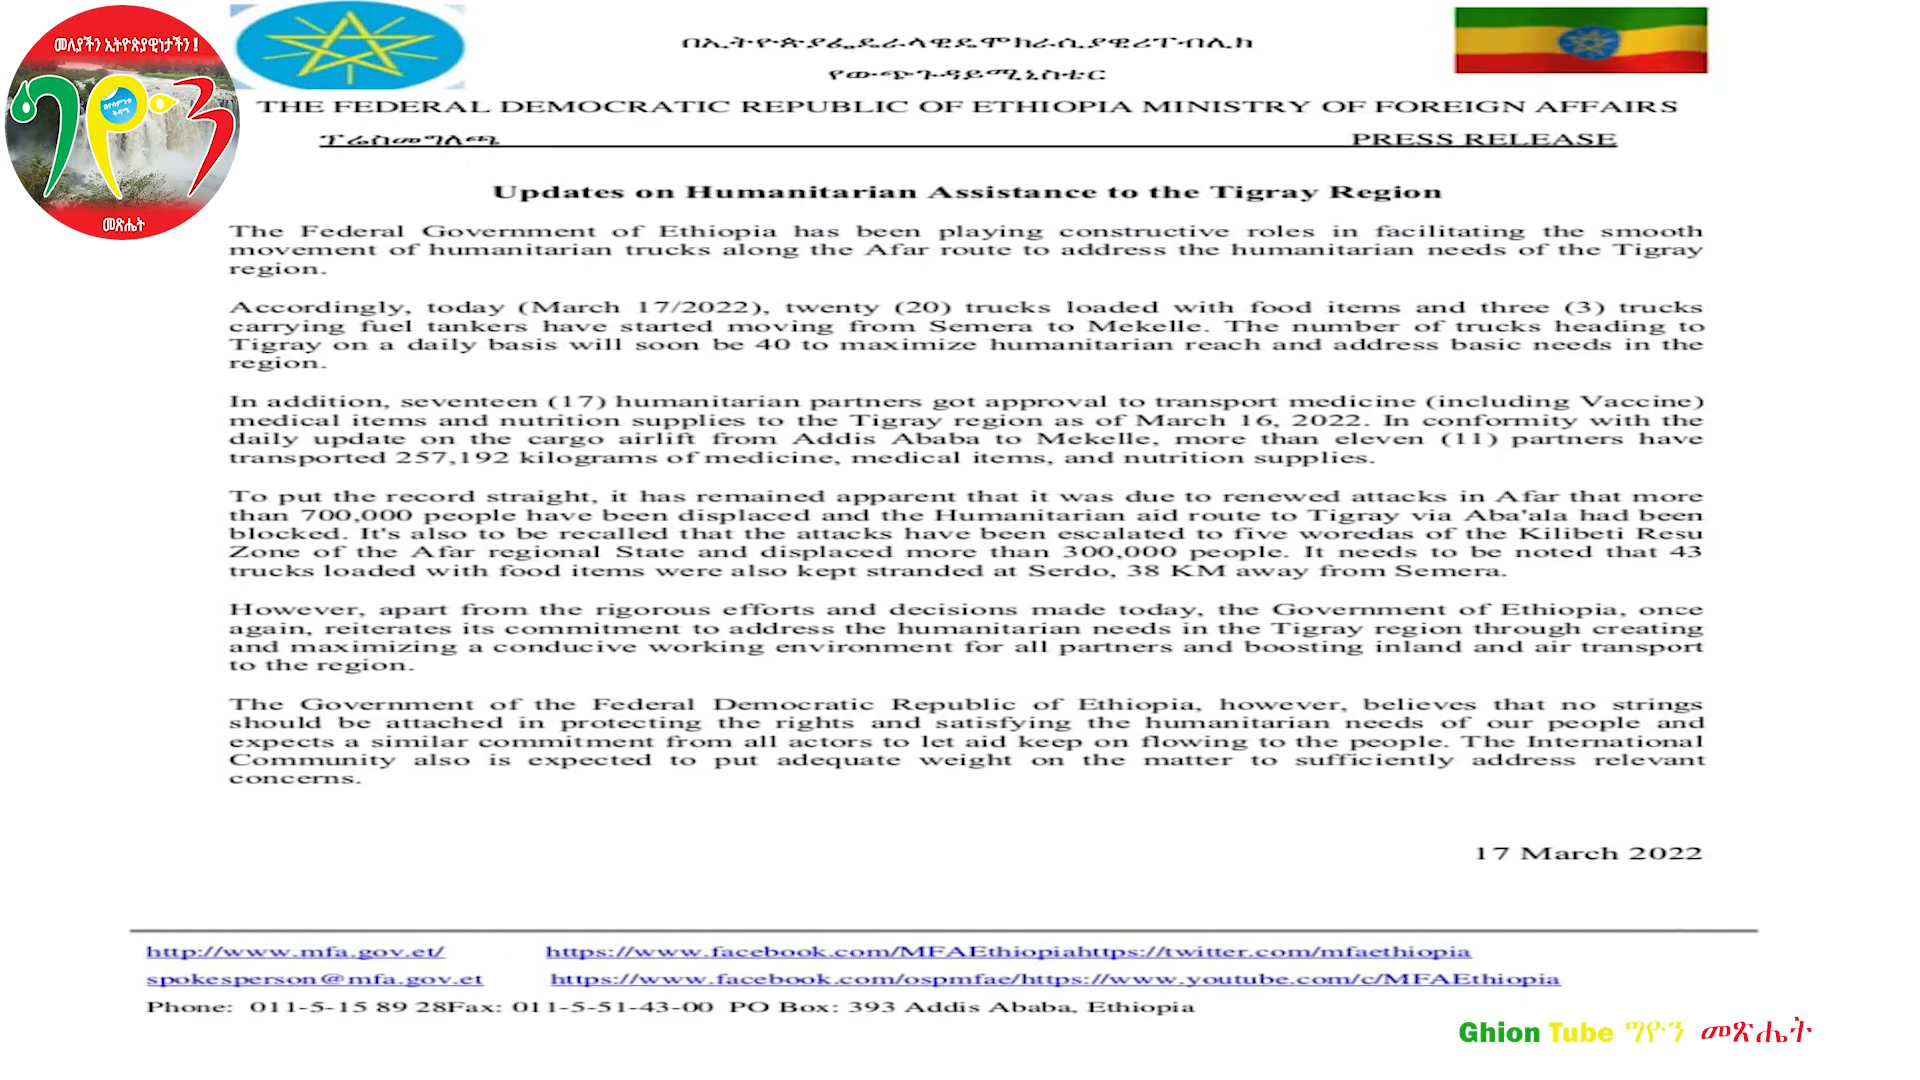 መለያችን ኢትዮጵያዊነታችን !
ግዮን
መጽሔት
በኢትዮጵያፌዴራላዊዴሞክራሲያዊሪፐብሊክ
የውጭጉዳይሚኒስቴር
THE FEDERAL DEMOCRATIC REPUBLIC OF ETHIOPIA MINISTRY OF FOREIGN AFFAIRS
ፕሬስመግለጫ PRESS RELEASE
Updates on Humanitarian Assistance to the Tigray Region
The Federal Government of Ethiopia has been playing constructive roles in facilitating the smooth
movement of humanitarian trucks along the Afar route to address the humanitarian needs of the Tigray
region.
Accordingly, today (March 17/2022), twenty (20) trucks loaded with food items and three (3) trucks
carrying fuel tankers have started moving from Semera to Mekelle. The number of trucks heading to
Tigray on a daily basis will soon be 40 to maximize humanitarian reach and address basic needs in the
region.
In addition, seventeen (17) humanitarian partners got approval to transport medicine (including Vaccine)
medical items and nutrition supplies to the Tigray region as of March 16, 2022. In conformity with the
daily update on the cargo airlift from Addis Ababa to Mekelle, more than eleven (11) partners have
transported 257,192 kilograms of medicine, medical items, and nutrition supplies.
To put the record straight, it has remained apparent that it was due to renewed attacks in Afar that more
than 700,000 people have been displaced and the Humanitarian aid route to Tigray via Aba'ala had been
blocked. It's also to be recalled that the attacks have been escalated to five woredas of the Kilibeti Resu
Zone of the Afar regional State and displaced more than 300,000 people. It needs to be noted that 43
trucks loaded with food items were also kept stranded at Serdo, 38 KM away from Semera.
However, apart from the rigorous efforts and decisions made today, the Government of Ethiopia, once
again, reiterates its commitment to address the humanitarian needs in the Tigray region through creating
and maximizing a conducive working environment for all partners and boosting inland and air transport
to the region.
The Government of the Federal Democratic Republic of Ethiopia, however, believes that no strings
should be attached in protecting the rights and satisfying the humanitarian needs of our people and
expects a similar commitment from all actors to let aid keep on flowing to the people. The International
Community also is expected to put adequate weight on the matter to sufficiently address relevant
concerns.
17 March 2022
http://www.mfa.gov.et/ https://www.facebook.com/MFAEthiopiahttps://twitter.com/mfaethiopia
spokesperson@mfa.gov.et https://www.facebook.com/ospmfae/https://www.youtube.com/c/MFAEthiopia
Phone: 011-5-15 89 28Fax: 011-5-51-43-00 PO Box: 393 Addis Ababa, Ethiopia
Ghion Tube ግዮን መጽሔት